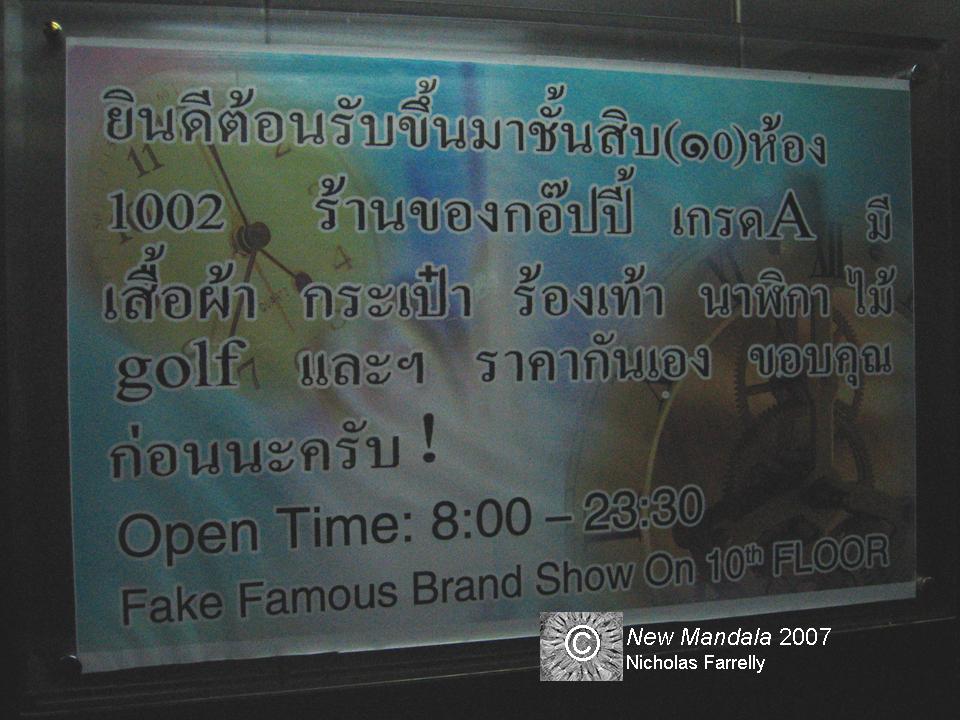 ยินดีต้อนรับขึ้นมาชั้นสิบ(๑0)ห้อง
1002 ร้านของกอ๊ปปี้ เกรดA มี
เสื้อผ้า กระเป๋า ร้องเท้า นาฬิกา ไม้
golf และฯ ราคากันเอง ขอบคุณ
ก่อนนะครับ !
Open Time: 8:00 – 23:30
Fake Famous Brand Show On 10th FLOOR
© New Mandala 2007
Nicholas Farrelly